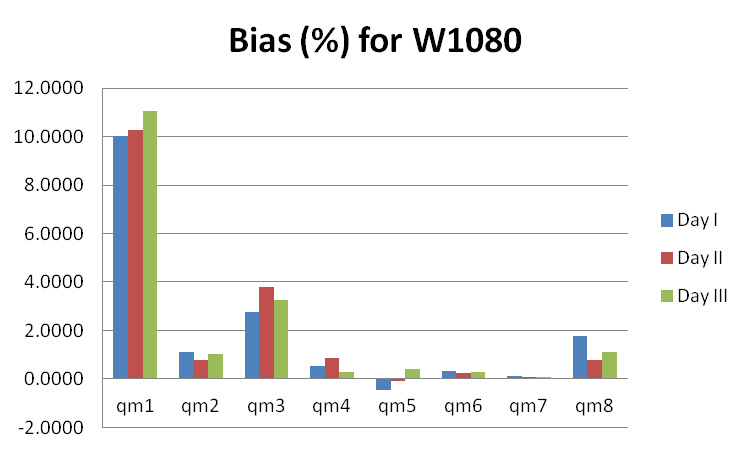 Bias (%) for W1080
12.0000
10.0000
8.0000
6.0000
4.0000
2.0000
0.0000
-2.0000
qm1 qm2 qm3 qm4 qm5 qm6 qm7 qm8
Day I
Day II
Day III